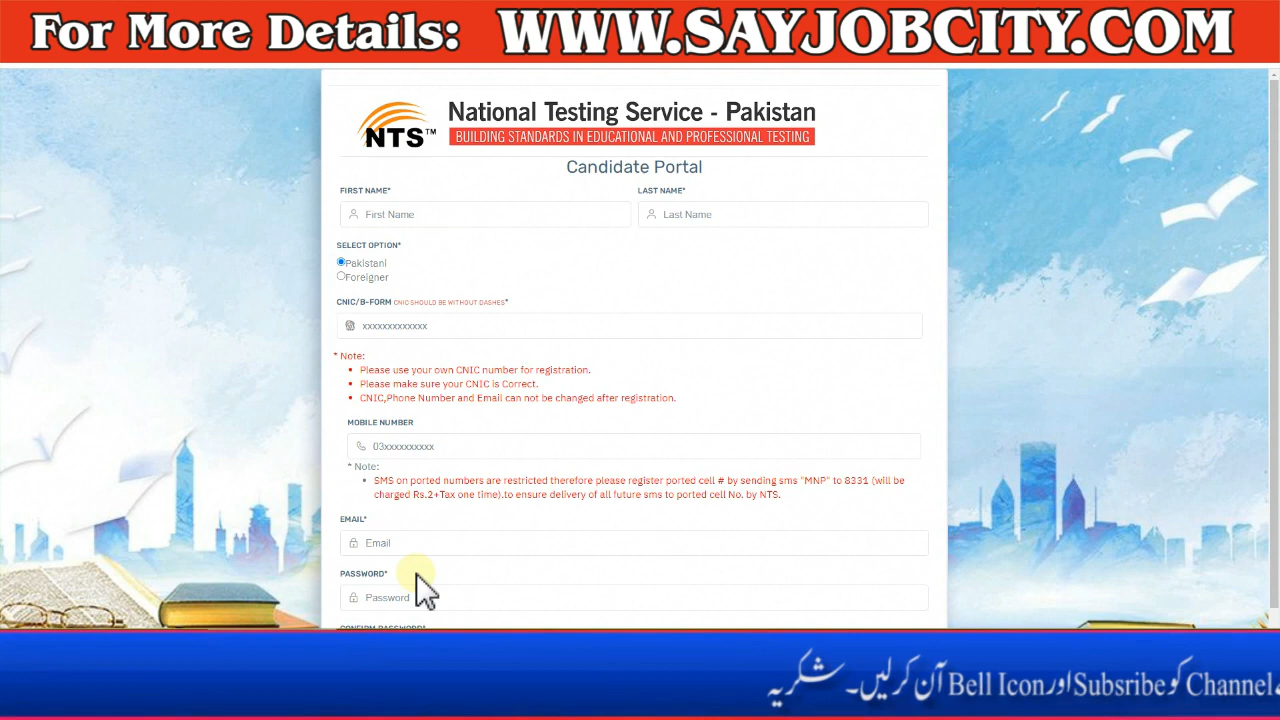 For More Details: WWW.SAYJOBCITY.COM
NTS™
National Testing Service - Pakistan
BUILDING STANDARDS IN EDUCATIONAL AND PROFESSIONAL TESTING
Candidate Portal
FIRST NAME* LAST NAME*
First Name Last Name
SELECT OPTION*
Pakistani
Foreigner
CNIC/B-FORM CNIC SHOULD BE WITHOUT DASHES*
xxxxxxxxxxxxx
* Note:
Please use your own CNIC number for registration.
Please make sure your CNIC is Correct.
CNIC,Phone Number and Email can not be changed after registration.
MOBILE NUMBER
03xxxxxxxxxx
* Note:
SMS on ported numbers are restricted therefore please register ported cell # by sending sms "MNP" to 8331 (will be
charged Rs.2+Tax one time).to ensure delivery of all future sms to ported cell No. by NTS.
EMAIL*
Email
PASSWORD*
Password
CONFIRM PASSWORD*
Channel کو Subsribe اور Bell Icon آن کر لیں۔ شکریہ